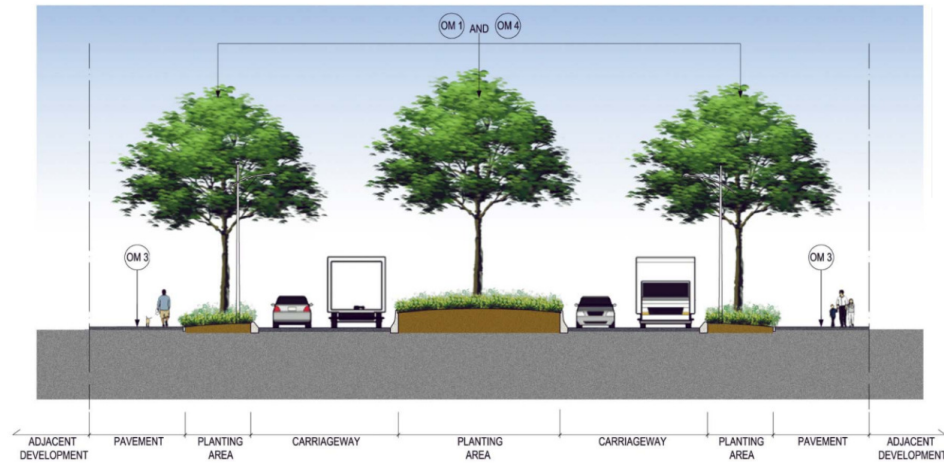 OM 1 AND OM 4
OM 3
OM 3
ADJACENT DEVELOPMENT
PAVEMENT
PLANTING AREA
CARRIAGEWAY
PLANTING AREA
CARRIAGEWAY
PLANTING AREA
PAVEMENT
ADJACENT DEVELOPMENT